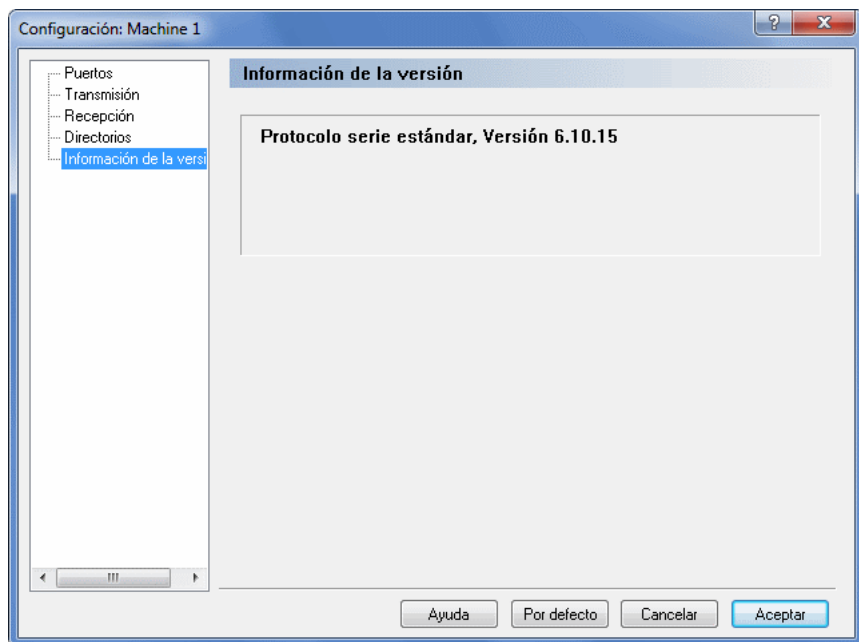 Configuración: Machine 1
Puertos
Transmisión
Recepción
Directorios
Información de la versi
Información de la versión
Protocolo serie estándar, Versión 6.10.15
Ayuda
Por defecto
Cancelar
Aceptar